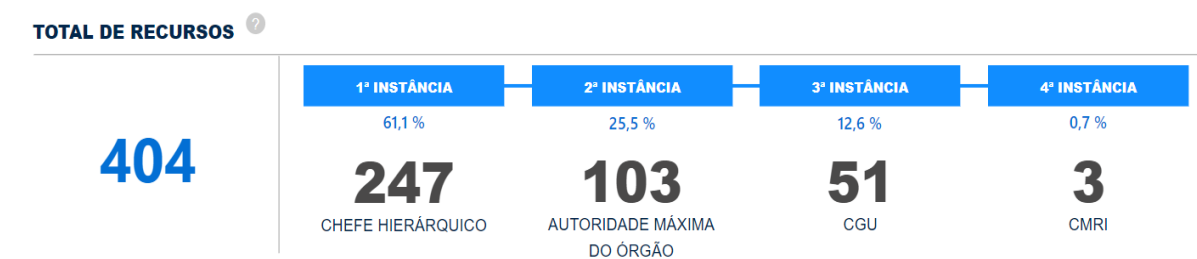 TOTAL DE RECURSOS ?
404
1ª INSTÂNCIA
61,1 %
247
CHEFE HIERÁRQUICO
2ª INSTÂNCIA
25,5 %
103
AUTORIDADE MÁXIMA
DO ÓRGÃO
3ª INSTÂNCIA
12,6 %
51
CGU
4ª INSTÂNCIA
0,7 %
3
CMRI